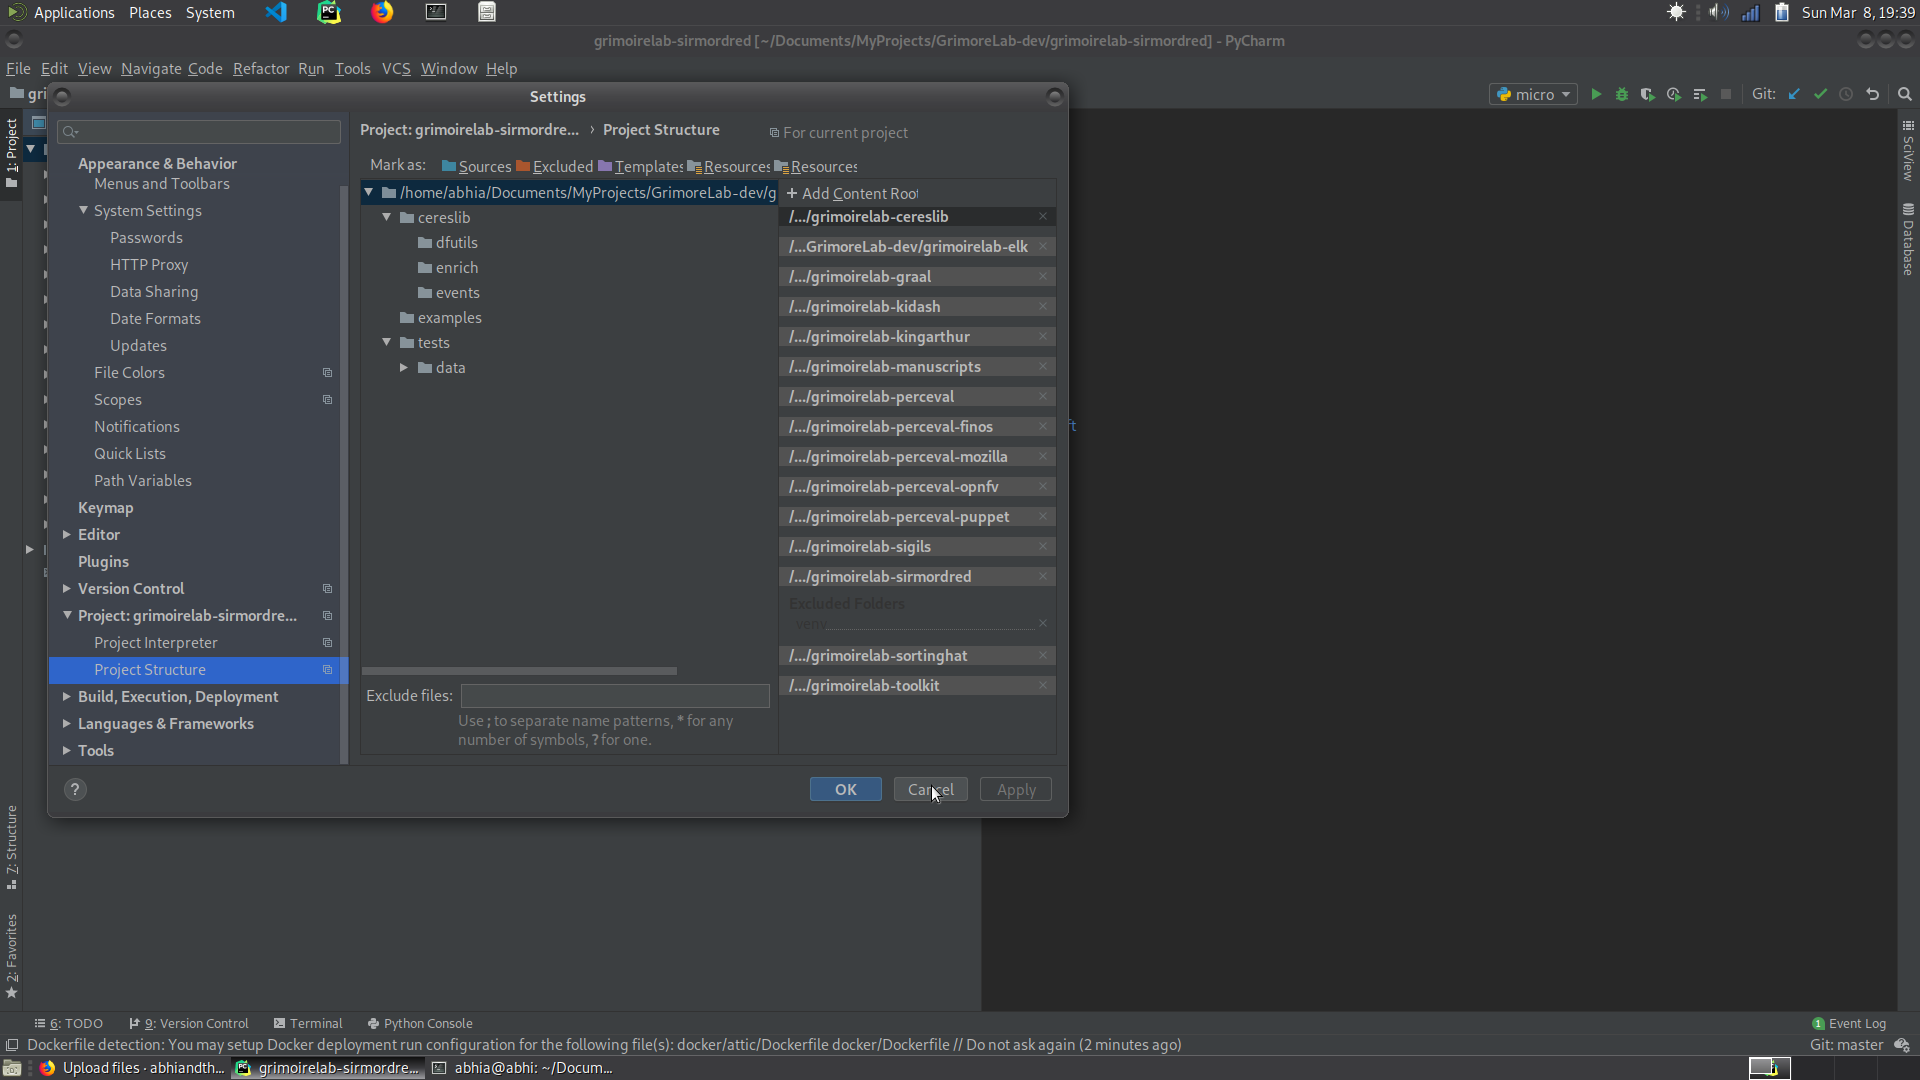 Applications Places System
Sun Mar 8, 19:39
grimoirelab-sirmordred [~/Documents/MyProjects/GrimoreLab-dev/grimoirelab-sirmordred] - PyCharm
File Edit View Navigate Code Refactor Run Tools VCS Window Help
gri
micro
Git:
Settings
1: Project
SciView
Database
Z: Structure
2: Favorites
Appearance & Behavior
Menus and Toolbars
System Settings
Passwords
HTTP Proxy
Data Sharing
Date Formats
Updates
File Colors
Scopes
Notifications
Quick Lists
Path Variables
Keymap
Editor
Plugins
Version Control
Project: grimoirelab-sirmordre...
Project Interpreter
Project Structure
Build, Execution, Deployment
Languages & Frameworks
Tools
Project: grimoirelab-sirmordre... › Project Structure
For current project
Mark as: Sources Excluded Templates Resources Resources
/home/abhia/Documents/MyProjects/GrimoreLab-dev/g
cereslib
dfutils
enrich
events
examples
tests
data
Exclude files:
Use ; to separate name patterns, * for any
number of symbols, ? for one.
+ Add Content Root
/.../grimoirelab-cereslib
/...GrimoreLab-dev/grimoirelab-elk
/.../grimoirelab-graal
/.../grimoirelab-kidash
/.../grimoirelab-kingarthur
/.../grimoirelab-manuscripts
/.../grimoirelab-perceval
/.../grimoirelab-perceval-finos
/.../grimoirelab-perceval-mozilla
/.../grimoirelab-perceval-opnfv
/.../grimoirelab-perceval-puppet
/.../grimoirelab-sigils
/.../grimoirelab-sirmordred
Excluded Folders
venv
/.../grimoirelab-sortinghat
/.../grimoirelab-toolkit
ft
?
OK Cancel Apply
6: TODO 9: Version Control Terminal Python Console
1 Event Log
Dockerfile detection: You may setup Docker deployment run configuration for the following file(s): docker/attic/Dockerfile docker/Dockerfile // Do not ask again (2 minutes ago)
Git: master
Upload files · abhiandth...
grimoirelab-sirmordre...
abhia@abhi: ~/Docum...